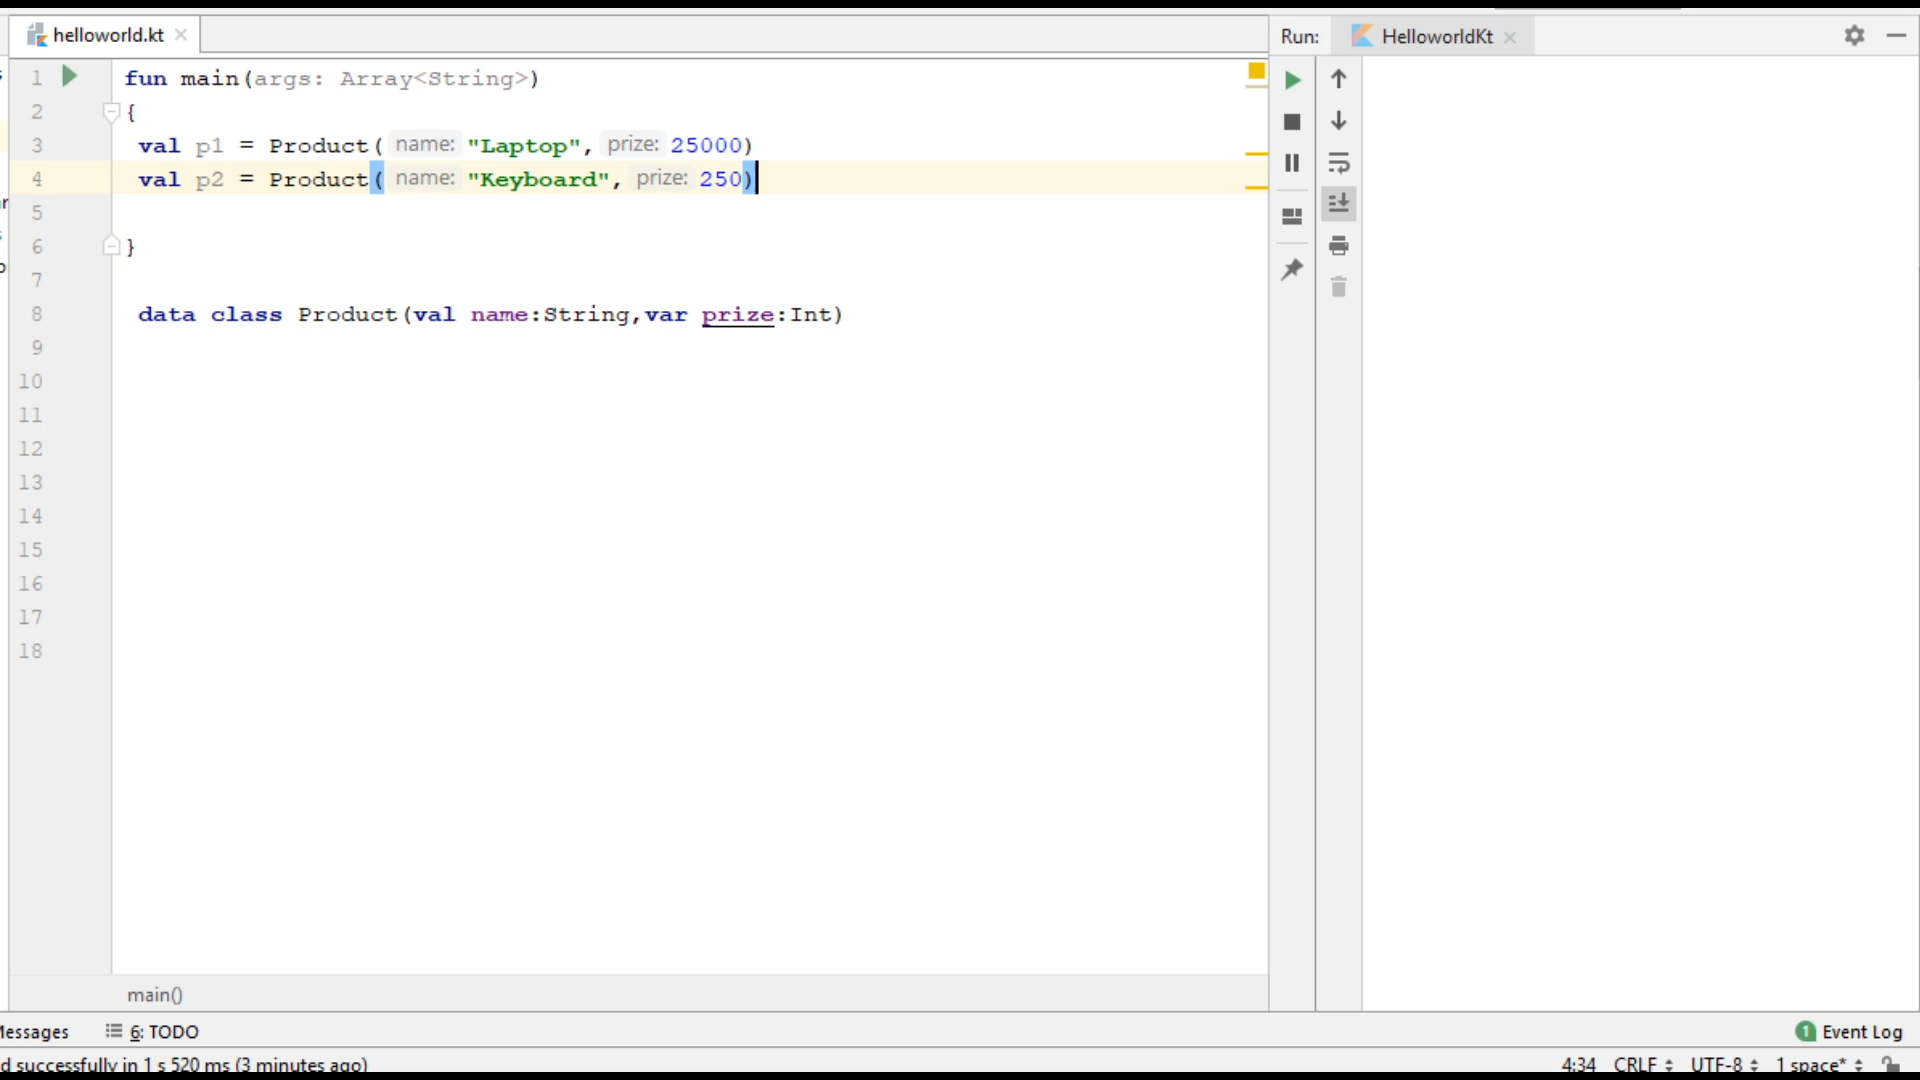 helloworld.kt
Run: HelloworldKt
1 fun main(args: Array<String>)
2 {
3 val p1 = Product( name: "Laptop", prize: 25000)
4 val p2 = Product( name: "Keyboard", prize: 250)
5
6 }
7
8 data class Product(val name:String,var prize:Int)
9
10
11
12
13
14
15
16
17
18
main()
Messages 6: TODO
1 Event Log
d successfully in 1 s 520 ms (3 minutes ago)
4:34 CRLF UTF-8 1 space*